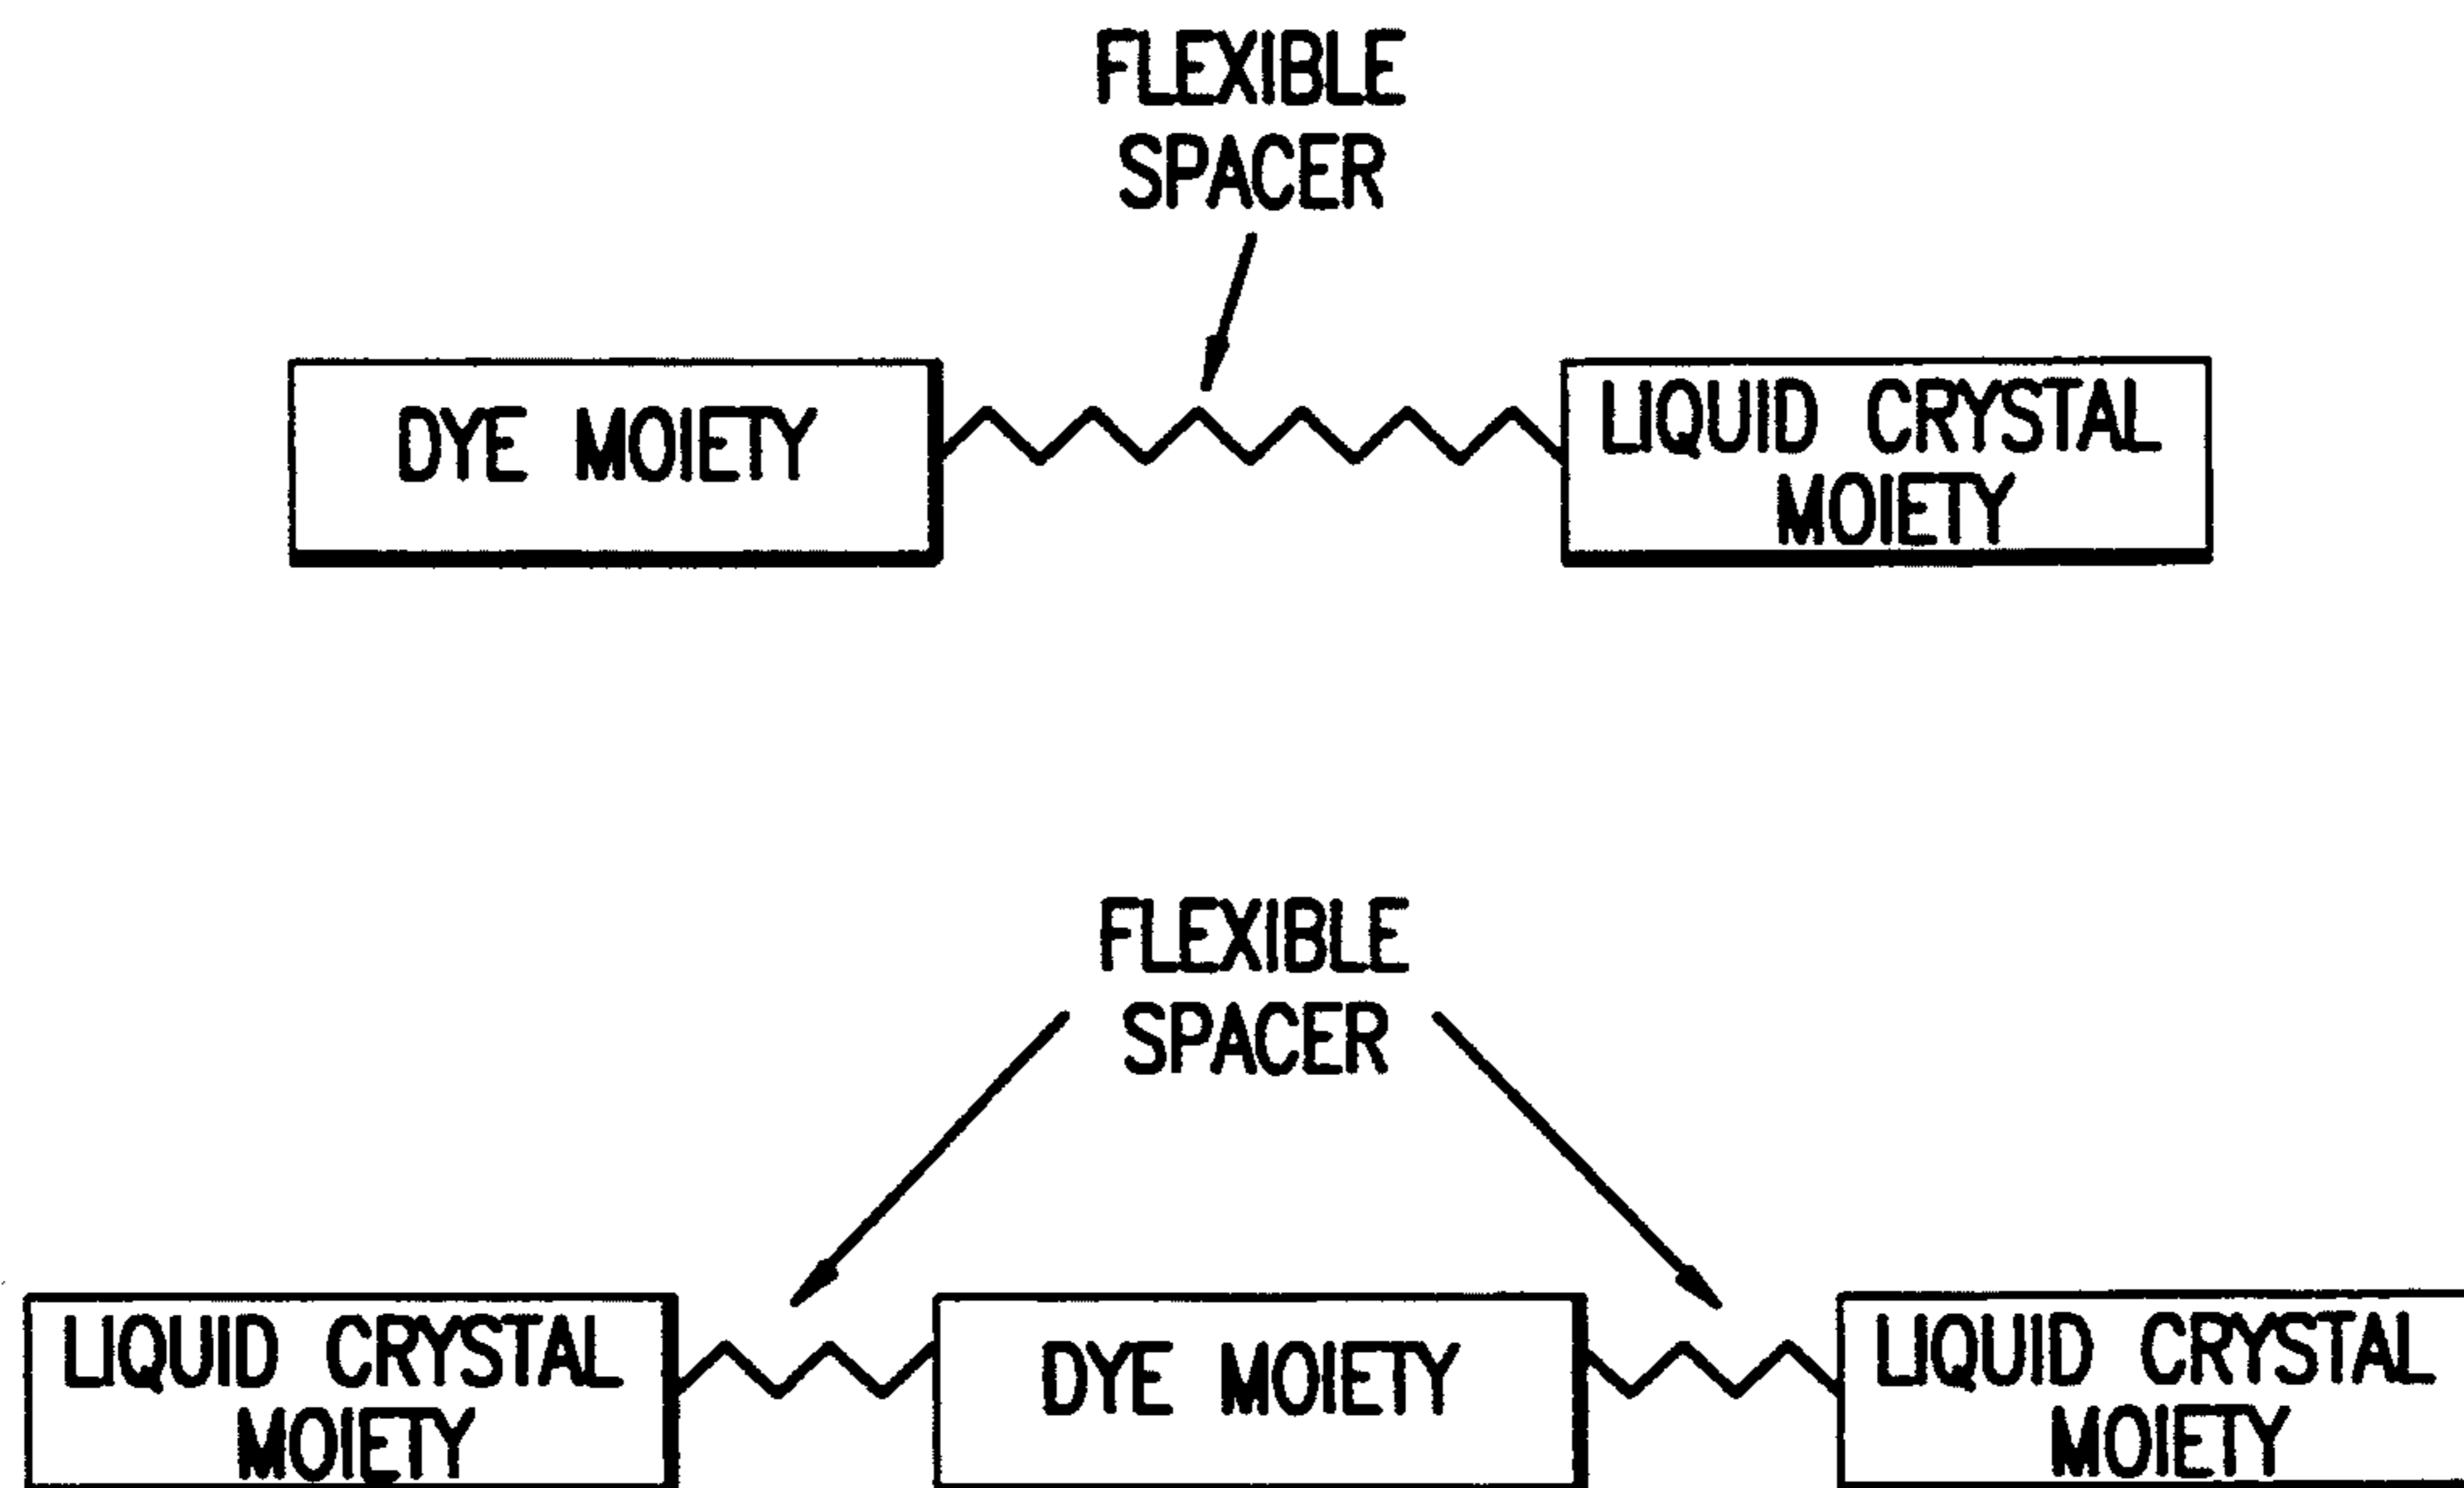 FLEXIBLE
SPACER
DYE MOIETY
LIQUID CRYSTAL
MOIETY
FLEXIBLE
SPACER
LIQUID CRYSTAL
MOIETY
DYE MOIETY
LIQUID CRYSTAL
MOIETY